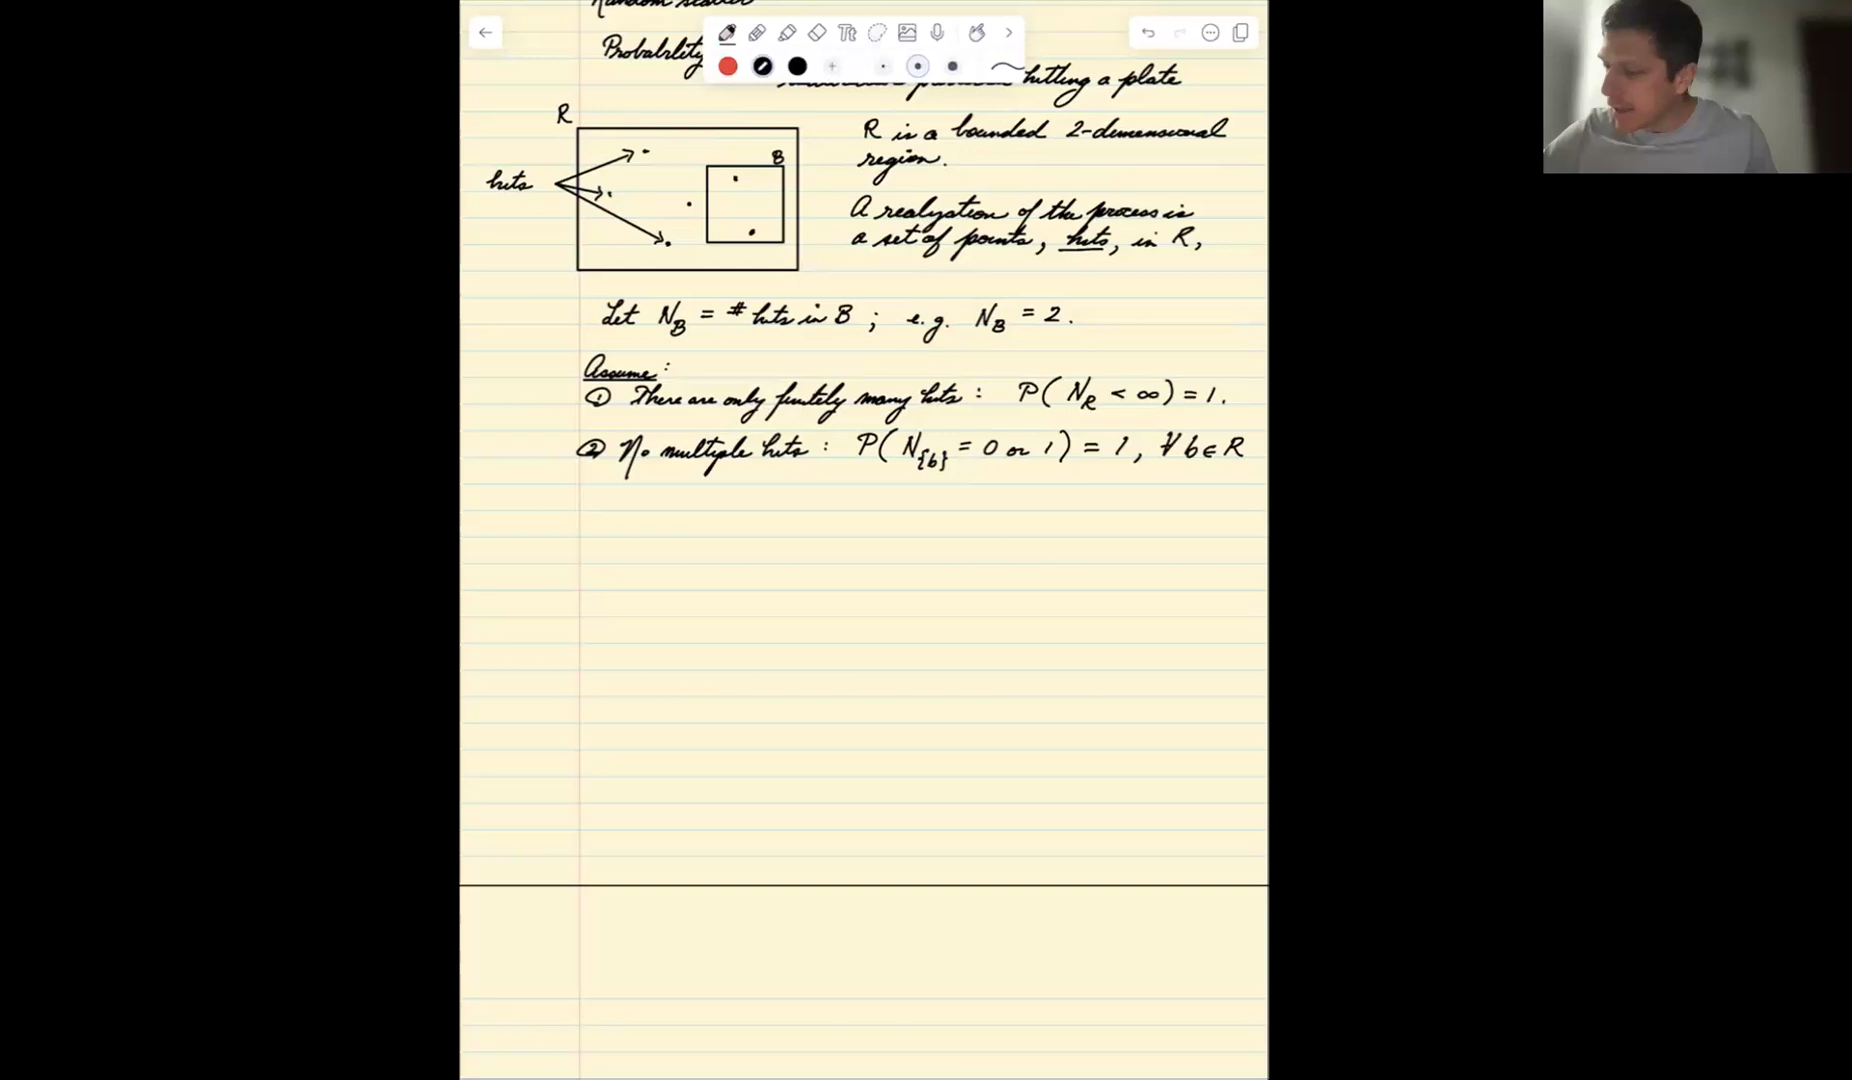 Random scatter
Probability
hitting a plate
R
R is a bounded 2-dimensional
region.
B
hits
A realization of the process is
a set of points, hits, in R,
Let N_B = # hits in B ; e.g. N_B = 2.
Assume:
① There are only finitely many hits : P( N_R < ∞) = 1.
② No multiple hits : P( N_{b} = 0 or 1) = 1, ∀ b ∈ R